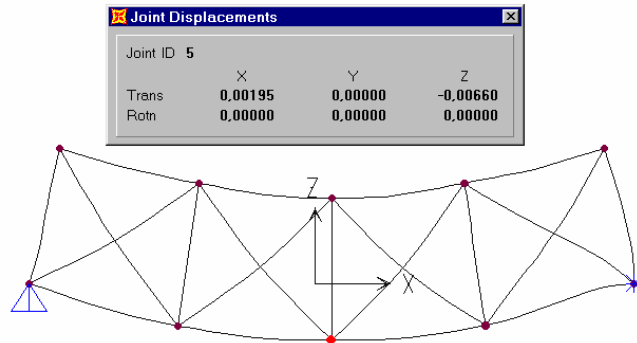 Joint Displacements
Joint ID 5
X Y Z
Trans 0,00195 0,00000 -0,00660
Rotn 0,00000 0,00000 0,00000
Z
X